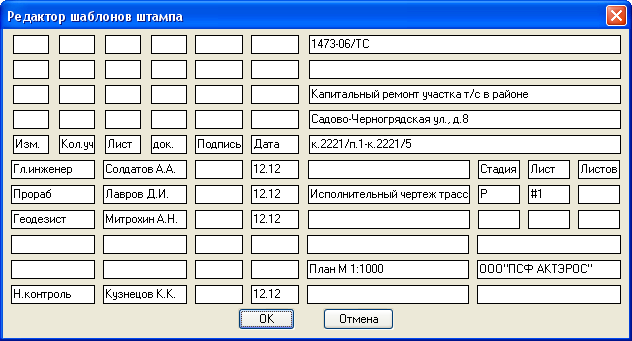 Редактор шаблонов штампа
1473-06/ТС
Капитальный ремонт участка т/с в районе
Садово-Черногрядская ул., д.8
Изм. Кол.уч Лист док. Подпись Дата к.2221/п.1-к.2221/5
Гл.инженер Солдатов А.А. 12.12 Стадия Лист Листов
Прораб Лавров Д.И. 12.12 Исполнительный чертеж трасс Р #1
Геодезист Митрохин А.Н. 12.12
План М 1:1000 ООО"ПСФ АКТЭРОС"
Н.контроль Кузнецов К.К. 12.12
OK Отмена